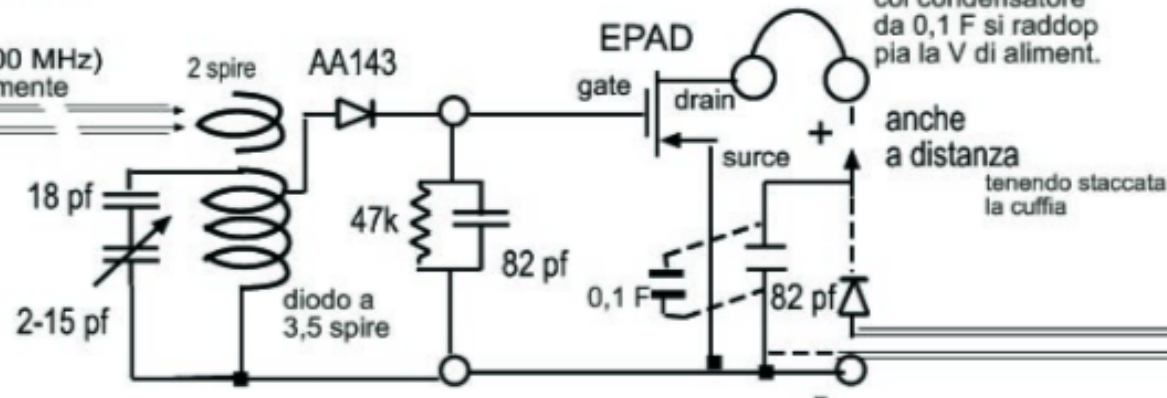 col condensatore
da 0,1 F si raddop
pia la V di aliment.
00 MHz)
mente
2 spire
AA143
EPAD
gate
drain
+
anche
a distanza
surce
tenendo staccata
la cuffia
18 pf
47k
82 pf
0,1 F
82 pf
2-15 pf
diodo a
3,5 spire